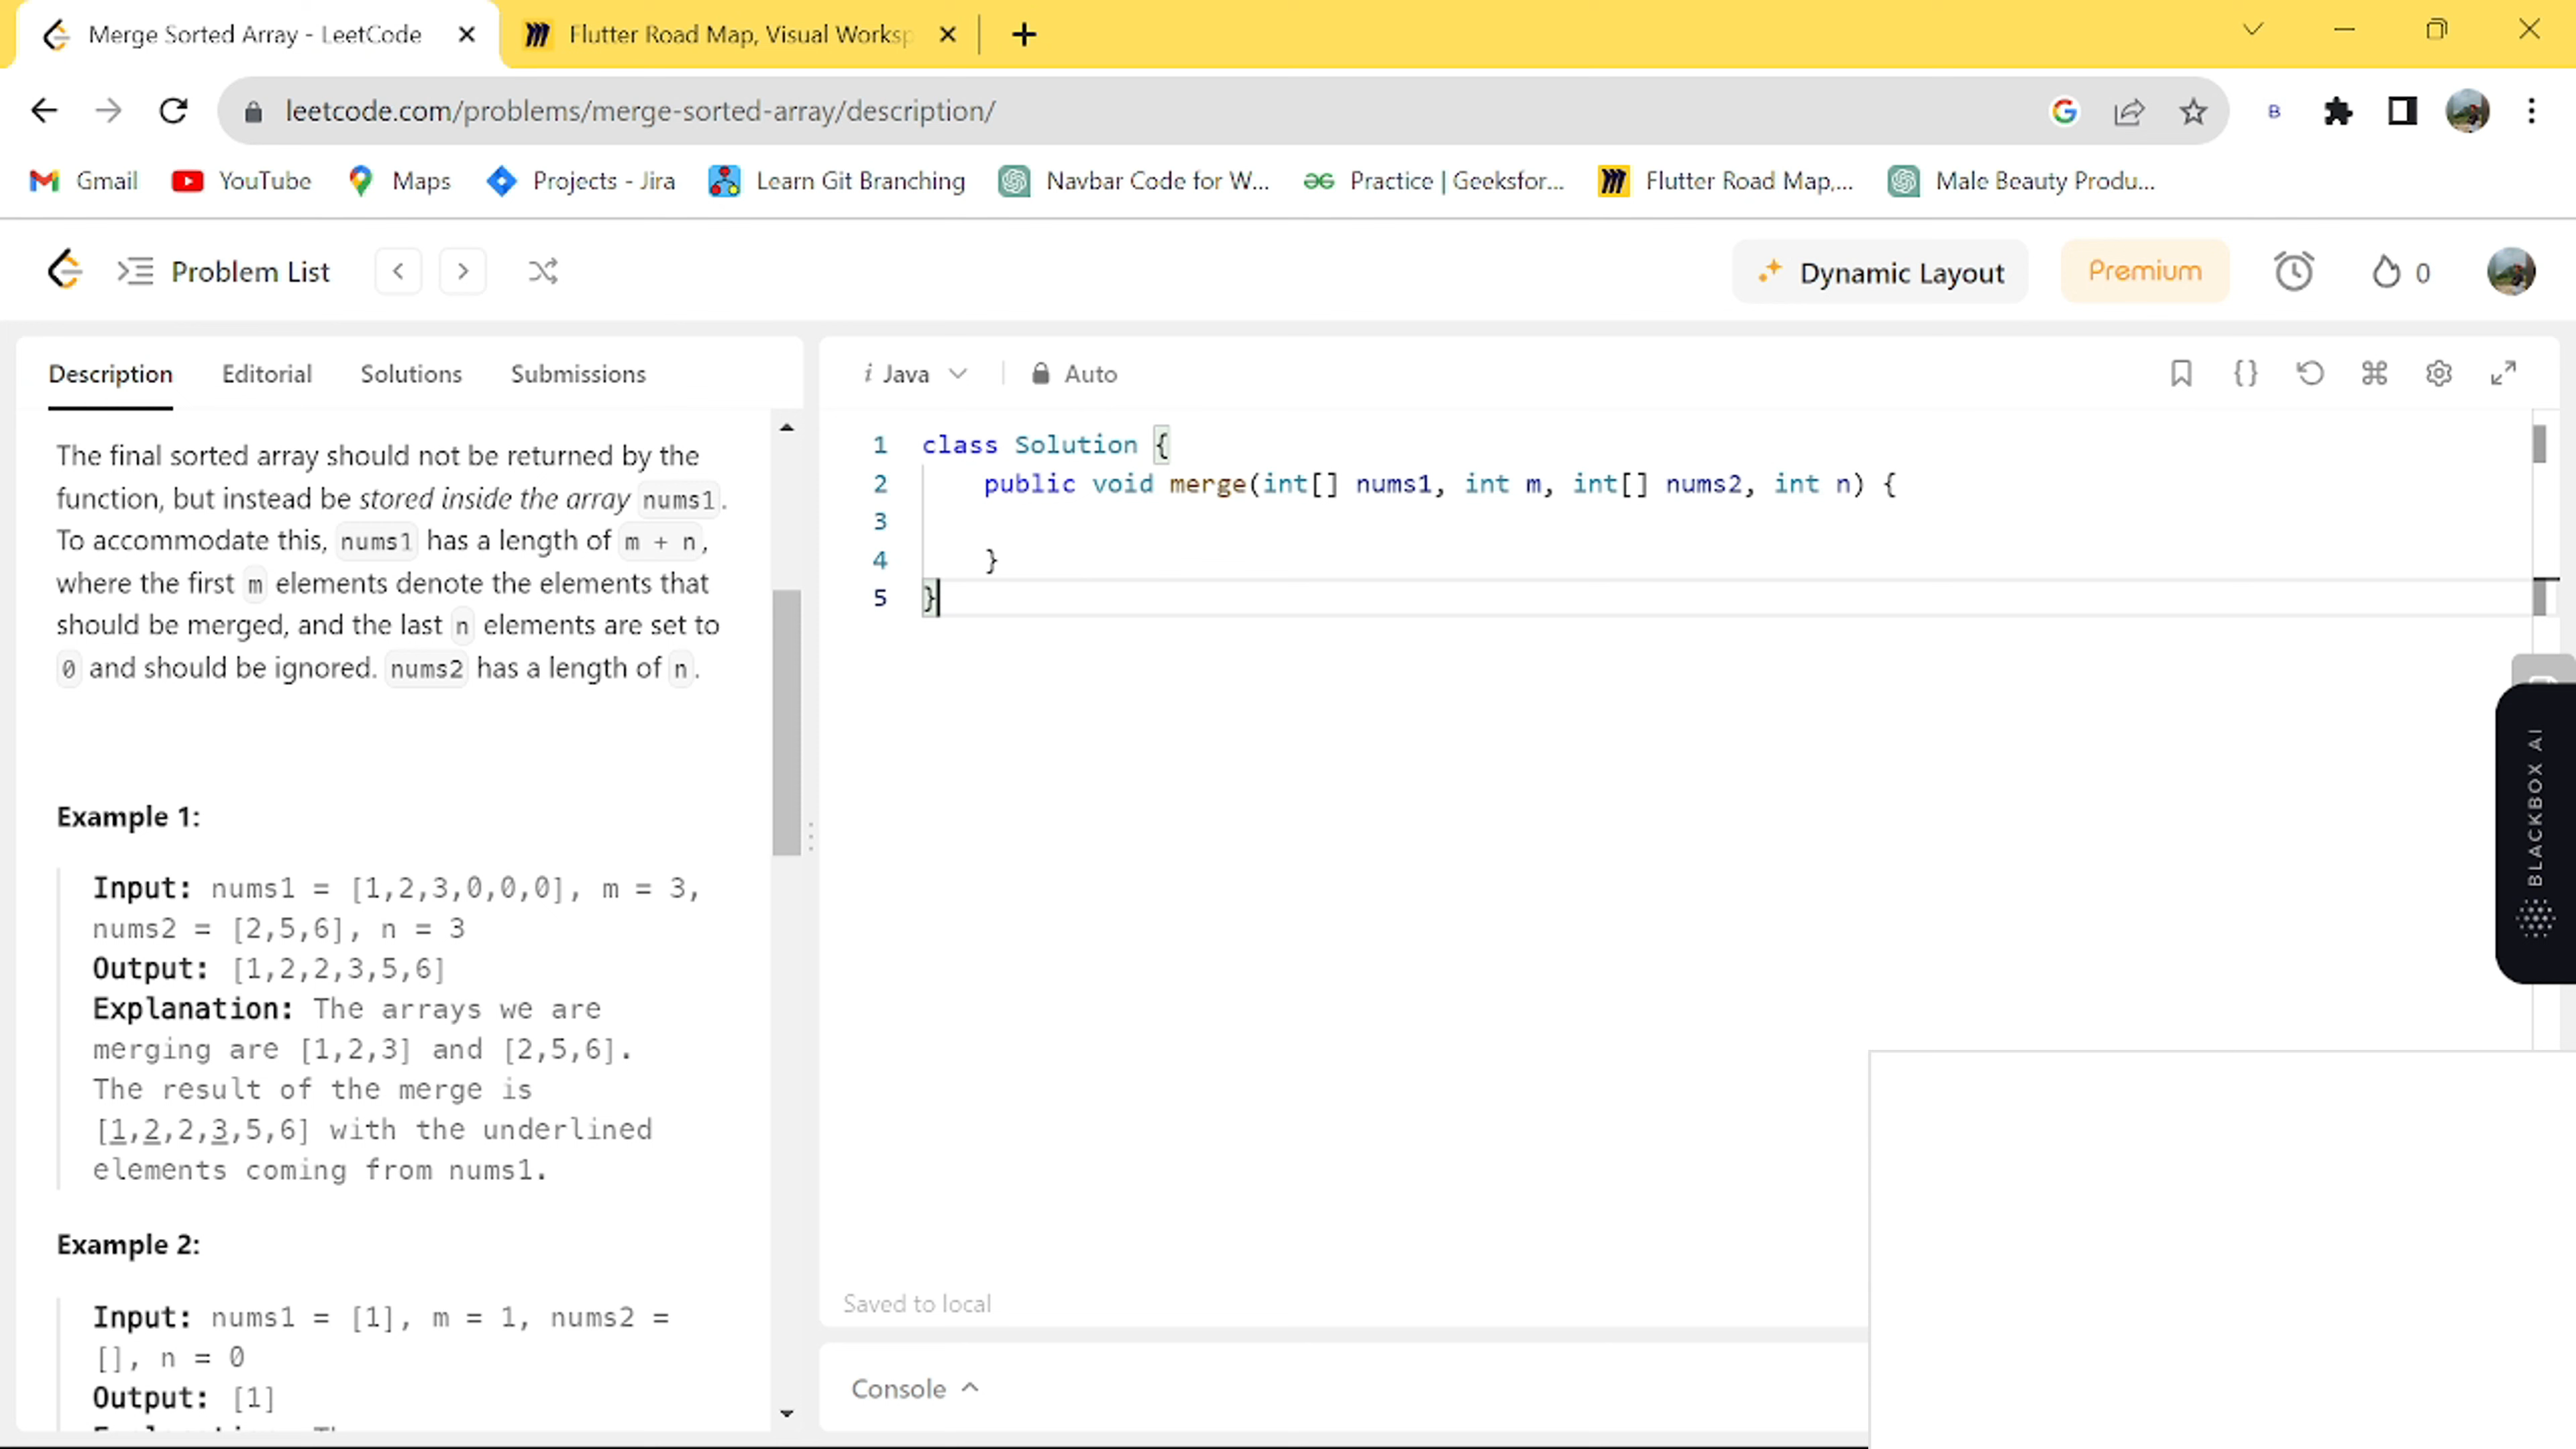 Merge Sorted Array - LeetCode
Flutter Road Map, Visual Worksp
leetcode.com/problems/merge-sorted-array/description/
B
Gmail
YouTube
Maps
Projects - Jira
Learn Git Branching
Navbar Code for W...
Practice | Geeksfor...
Flutter Road Map,...
Male Beauty Produ...
Problem List
Dynamic Layout
Premium
0
Description
Editorial
Solutions
Submissions
The final sorted array should not be returned by the
function, but instead be stored inside the array nums1.
To accommodate this, nums1 has a length of m + n,
where the first m elements denote the elements that
should be merged, and the last n elements are set to
0 and should be ignored. nums2 has a length of n.
Example 1:
Input: nums1 = [1,2,3,0,0,0], m = 3,
nums2 = [2,5,6], n = 3
Output: [1,2,2,3,5,6]
Explanation: The arrays we are
merging are [1,2,3] and [2,5,6].
The result of the merge is
[1,2,2,3,5,6] with the underlined
elements coming from nums1.
Example 2:
Input: nums1 = [1], m = 1, nums2 =
[], n = 0
Output: [1]
i Java
Auto
1 class Solution {
2 public void merge(int[] nums1, int m, int[] nums2, int n) {
3
4 }
5 }
BLACKBOX AI
Saved to local
Console